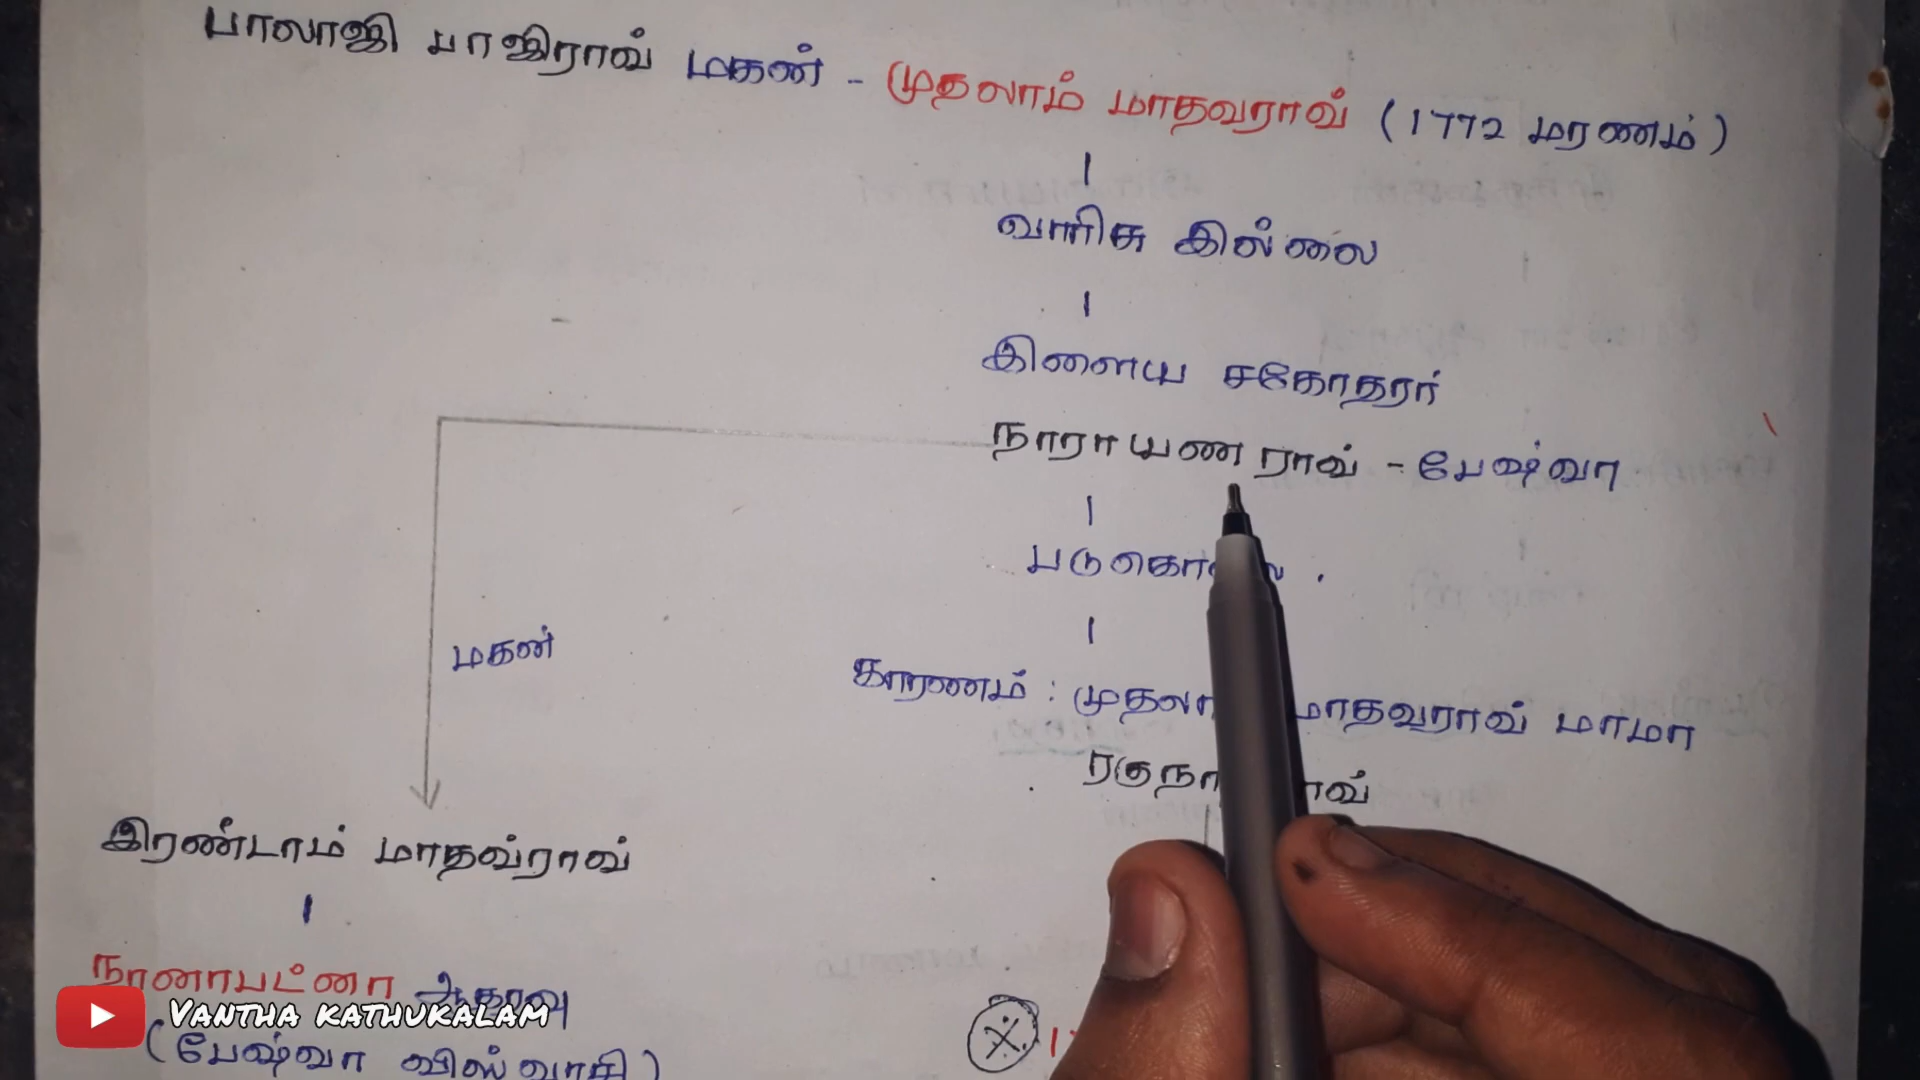 பாலாஜி பாஜிராவ் மகன் - முதலாம் மாதவராவ் (1772 மரணம்)
வாரிசு இல்லை
இளைய சகோதரர்
நாராயணராவ் - பேஷ்வா
படுகொலை.
மகன்
காரணம் : முதலாம் மாதவராவ் மாமா
இரண்டாம் மாதவ்ராவ்
நானாபட்னா ஆதரவு
VANTHA KATHUKALAM
(பேஷ்வா விஸ்வாசி)